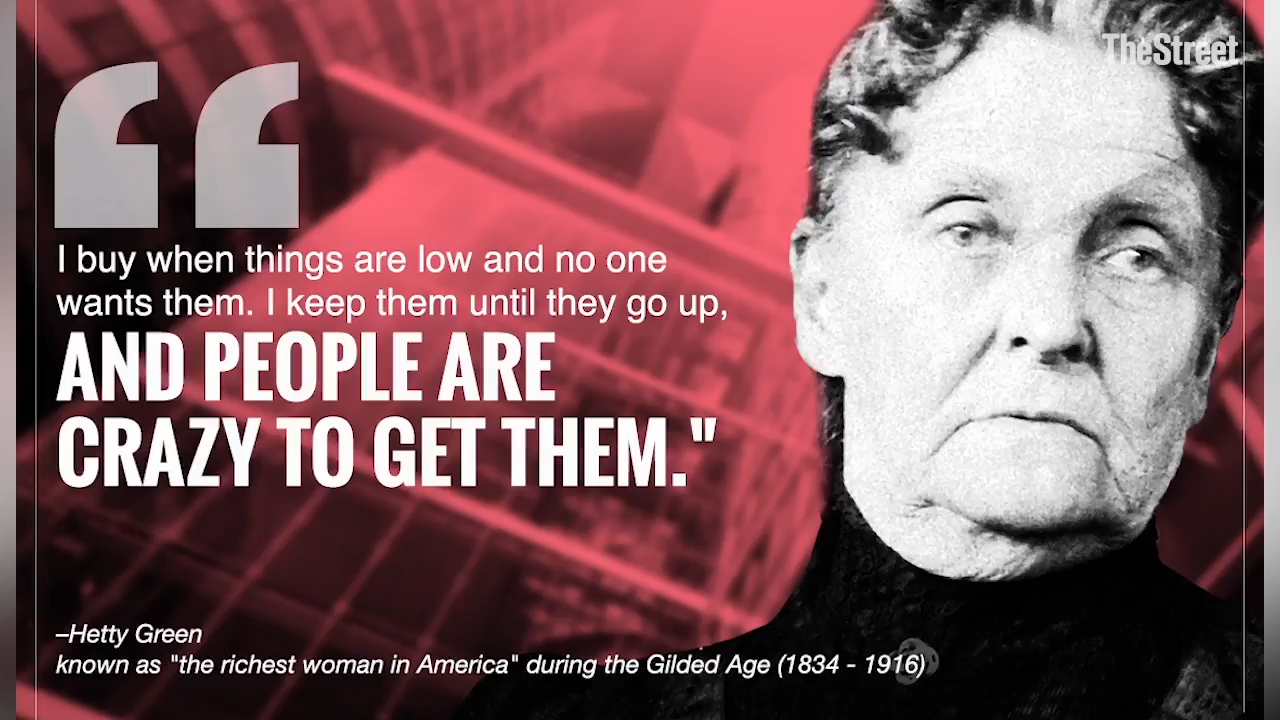 TheStreet
I buy when things are low and no one
wants them. I keep them until they go up,
AND PEOPLE ARE
CRAZY TO GET THEM."
–Hetty Green
known as "the richest woman in America" during the Gilded Age (1834 - 1916)